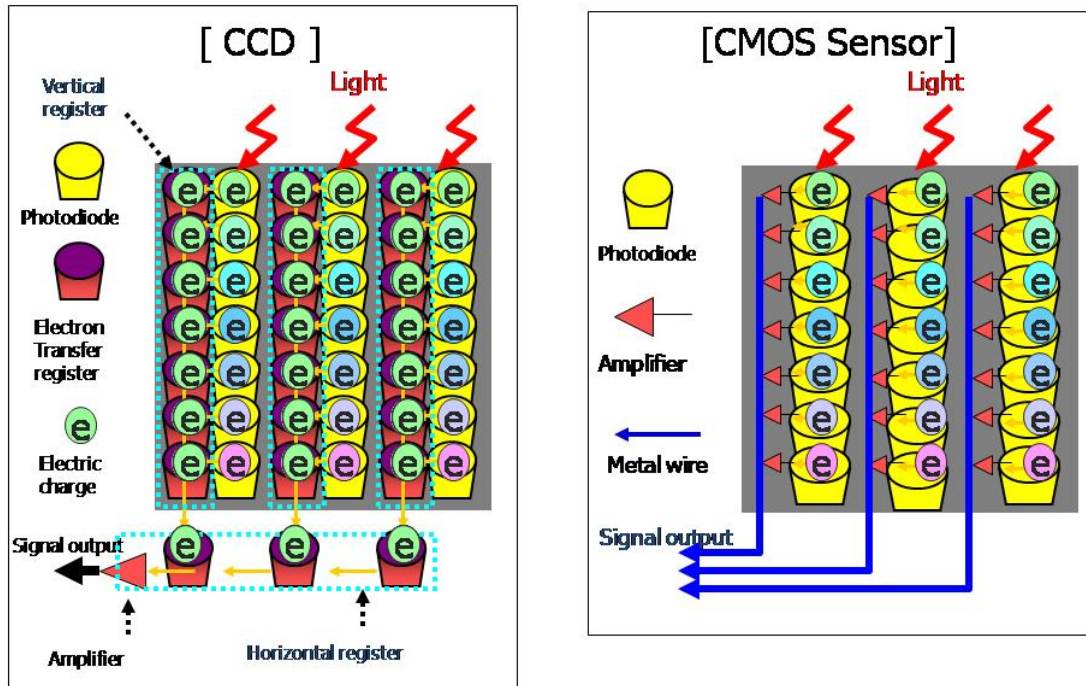 [ CCD ]
Vertical
register
Light
Photodiode
Electron
Transfer
register
e
Electric
charge
e e e e e e
e e e e e e
e e e e e e
e e e e e e
e e e e e e
e e e e e e
e e e e e e
Signal output
e e e
Amplifier
Horizontal register
[CMOS Sensor]
Light
Photodiode
Amplifier
Metal wire
e e e
e e e
e e e
e e e
e e e
e e e
e e e
Signal output